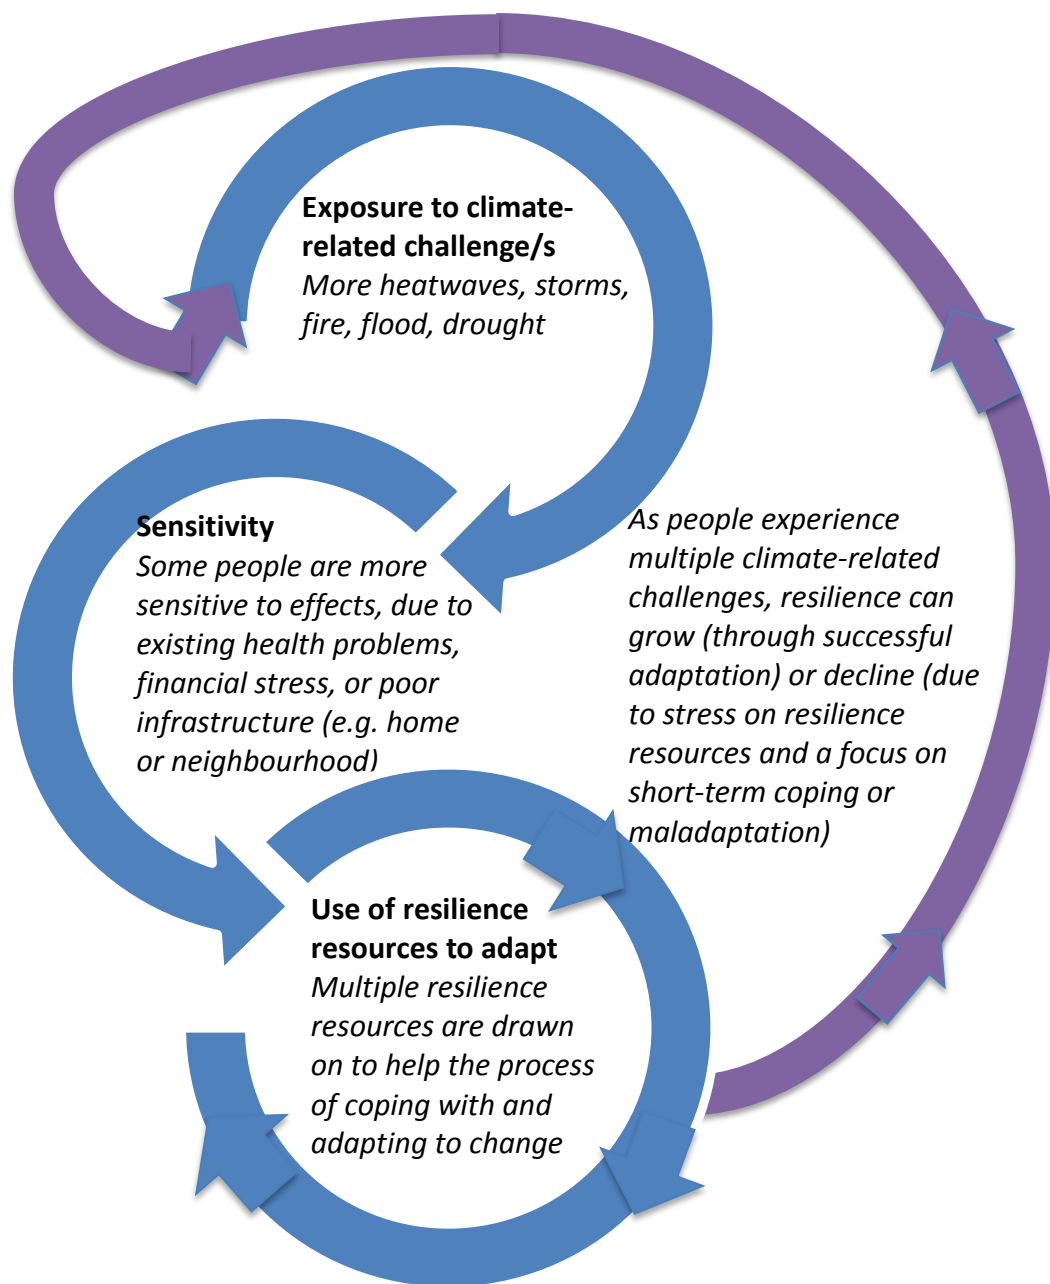 Exposure to climate-
related challenge/s
More heatwaves, storms,
fire, flood, drought
Sensitivity
Some people are more
sensitive to effects, due to
existing health problems,
financial stress, or poor
infrastructure (e.g. home
or neighbourhood)
As people experience
multiple climate-related
challenges, resilience can
grow (through successful
adaptation) or decline (due
to stress on resilience
resources and a focus on
short-term coping or
maladaptation)
Use of resilience
resources to adapt
Multiple resilience
resources are drawn
on to help the process
of coping with and
adapting to change